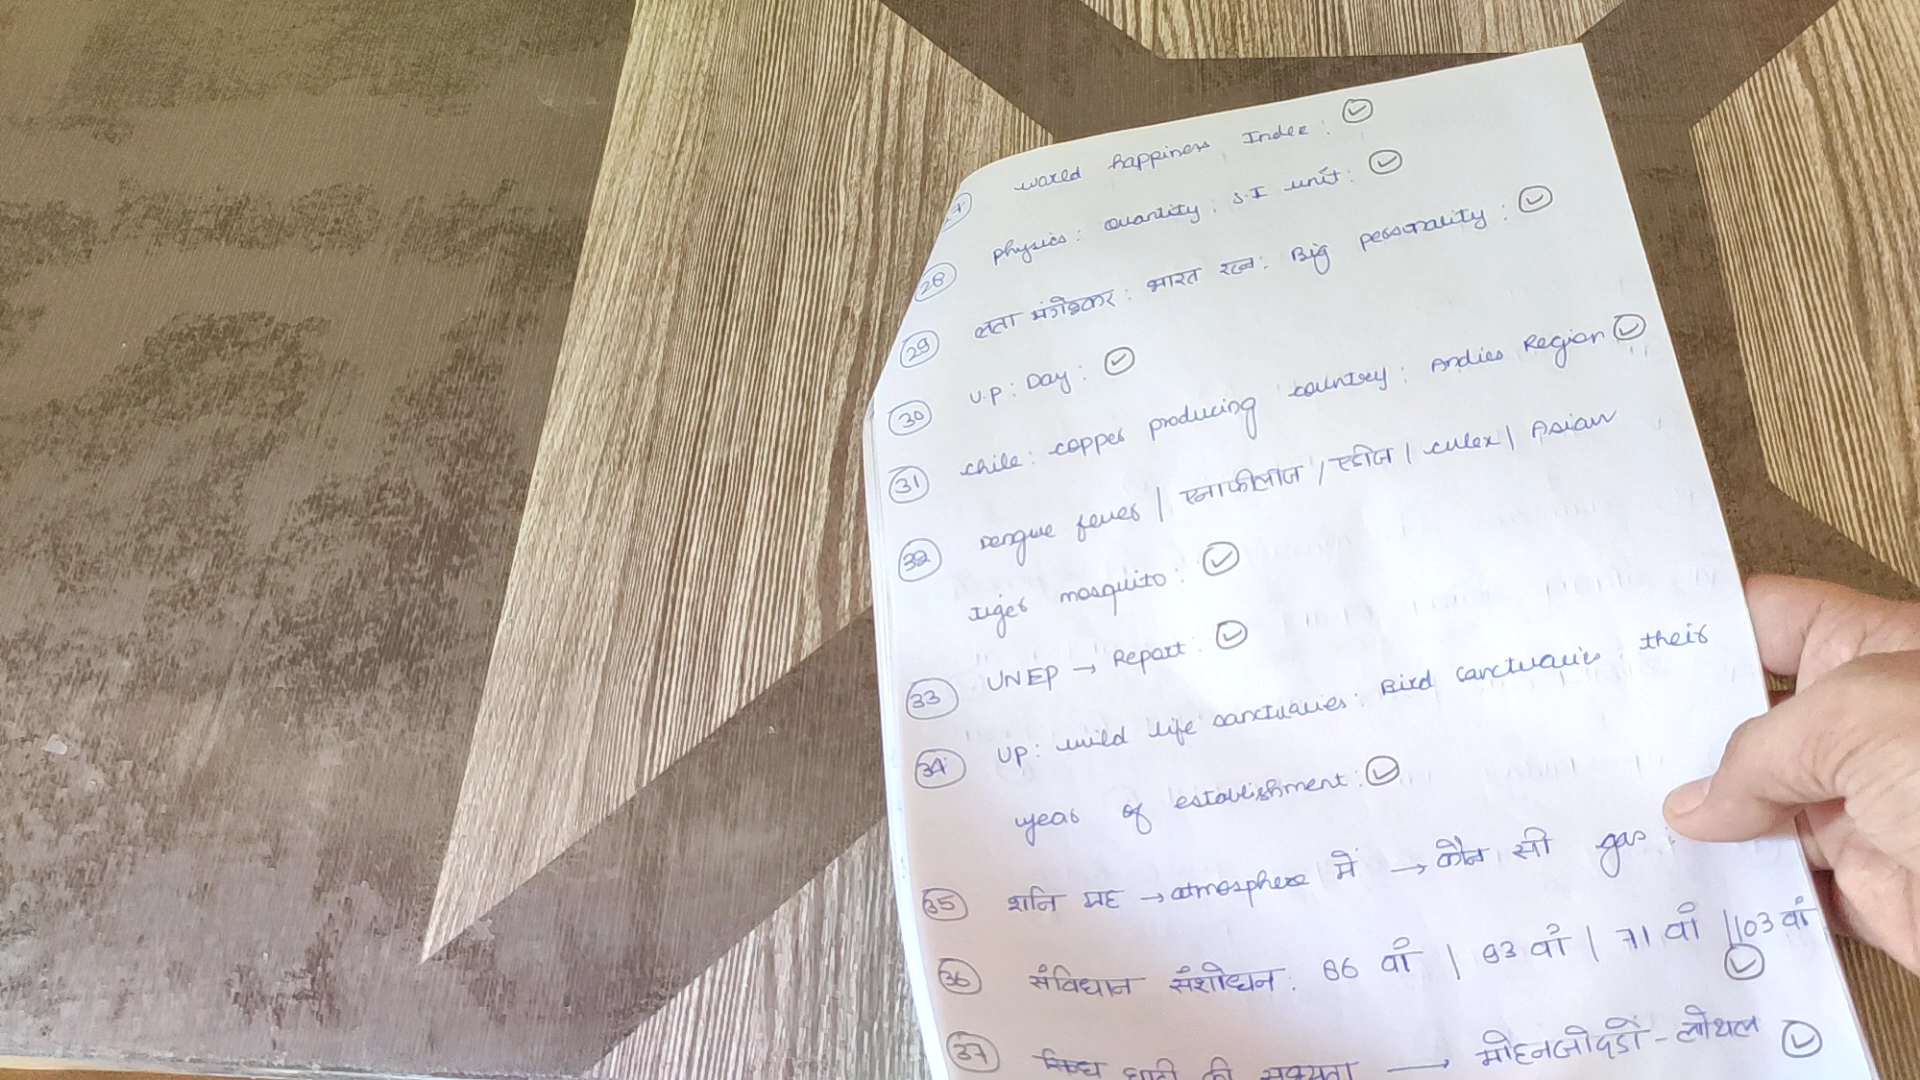 world happiness Index :
28 physics : quantity : S.I unit :
29 लता मंगेश्कर : भारत रत्न : Big personality :
30 U.P : Day :
31 chile : copper producing country : Andies Region
32 Dengue fever | एनाफीलीज / एडीज | culex | Asian
tiger mosquito :
33 UNEP → Report :
34 UP : wild life sanctuaries : Bird sanctuaries : their
year of establishment :
35 शनि ग्रह → atmosphere में → कौन सी gas :
36 संविधान संशोधन : 86 वाँ | 93 वाँ | 71 वाँ | 103 वाँ
37 सिन्ध घाटी की सभ्यता → मोहनजोदड़ों - लोथल